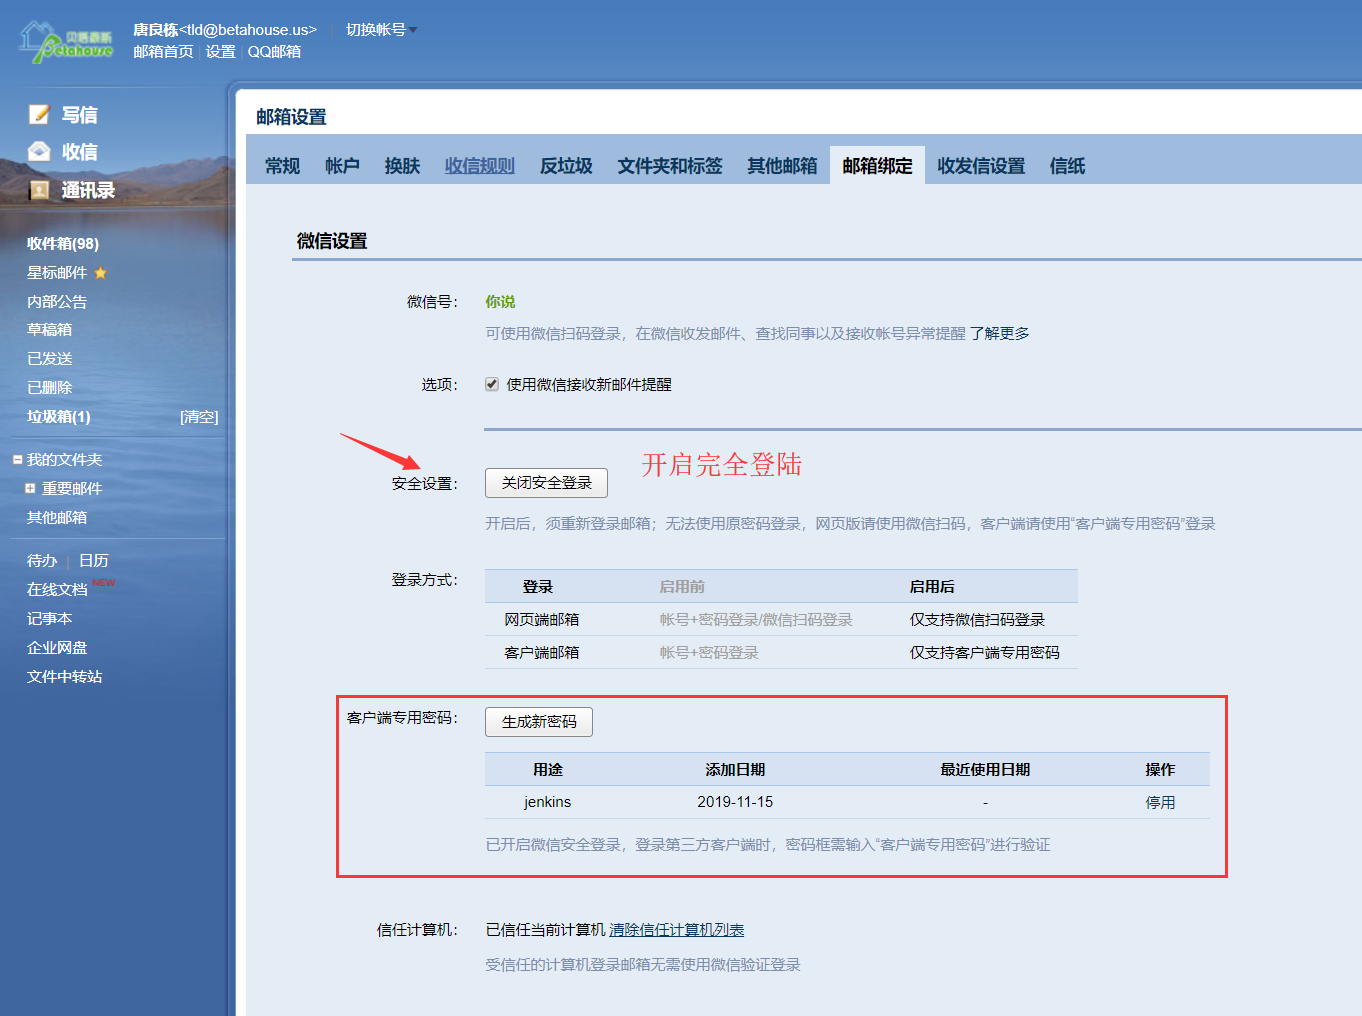 贝塔豪斯
Betahouse
唐良栋<tld@betahouse.us> 切换帐号
邮箱首页 设置 QQ邮箱
写信
收信
通讯录
收件箱(98)
星标邮件
内部公告
草稿箱
已发送
已删除
垃圾箱(1) [清空]
我的文件夹
重要邮件
其他邮箱
待办 日历
在线文档 NEW
记事本
企业网盘
文件中转站
邮箱设置
常规 帐户 换肤 收信规则 反垃圾 文件夹和标签 其他邮箱 邮箱绑定 收发信设置 信纸
微信设置
微信号: 你说
可使用微信扫码登录，在微信收发邮件、查找同事以及接收帐号异常提醒 了解更多
选项: 使用微信接收新邮件提醒
开启完全登陆
安全设置: 关闭安全登录
开启后，须重新登录邮箱；无法使用原密码登录，网页版请使用微信扫码，客户端请使用“客户端专用密码”登录
登录方式: 登录 启用前 启用后
网页端邮箱 帐号+密码登录/微信扫码登录 仅支持微信扫码登录
客户端邮箱 帐号+密码登录 仅支持客户端专用密码
客户端专用密码: 生成新密码
用途 添加日期 最近使用日期 操作
jenkins 2019-11-15 - 停用
已开启微信安全登录，登录第三方客户端时，密码框需输入“客户端专用密码”进行验证
信任计算机: 已信任当前计算机 清除信任计算机列表
受信任的计算机登录邮箱无需使用微信验证登录